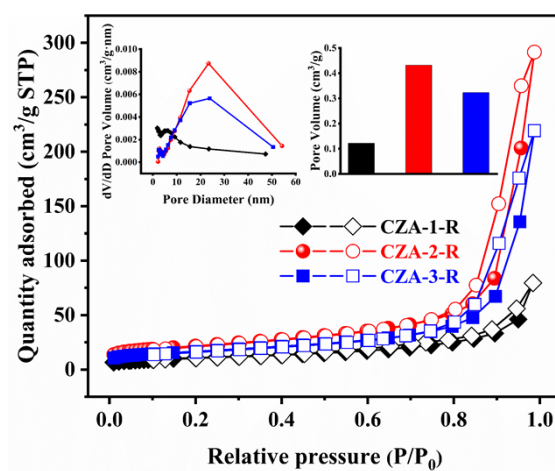 Quantity adsorbed (cm³/g STP)
300
250
200
150
100
50
0
0.0 0.2 0.4 0.6 0.8 1.0
Relative pressure (P/P₀)
dV/dD Pore Volume (cm³/g·nm)
0.010
0.008
0.006
0.004
0.002
0.000
0 10 20 30 40 50 60
Pore Diameter (nm)
Pore Volume (cm³/g)
0.5
0.4
0.3
0.2
0.1
0.0
CZA-1-R
CZA-2-R
CZA-3-R